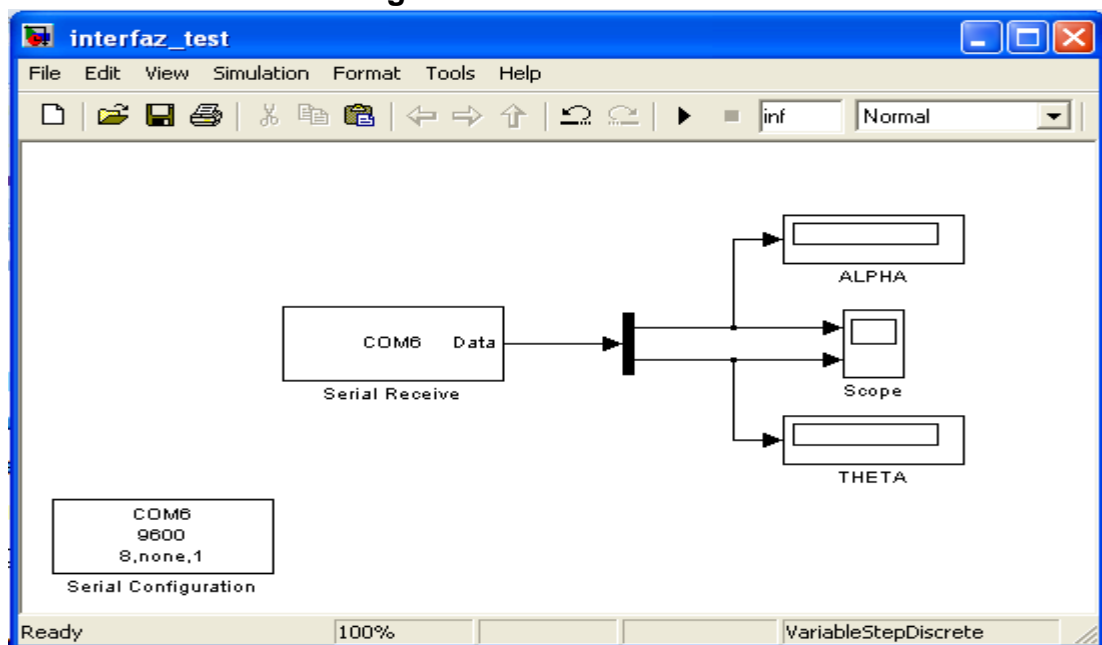 interfaz_test
File Edit View Simulation Format Tools Help
inf Normal
ALPHA
COM6 Data
Serial Receive
Scope
THETA
COM6
9600
8,none,1
Serial Configuration
Ready 100% VariableStepDiscrete